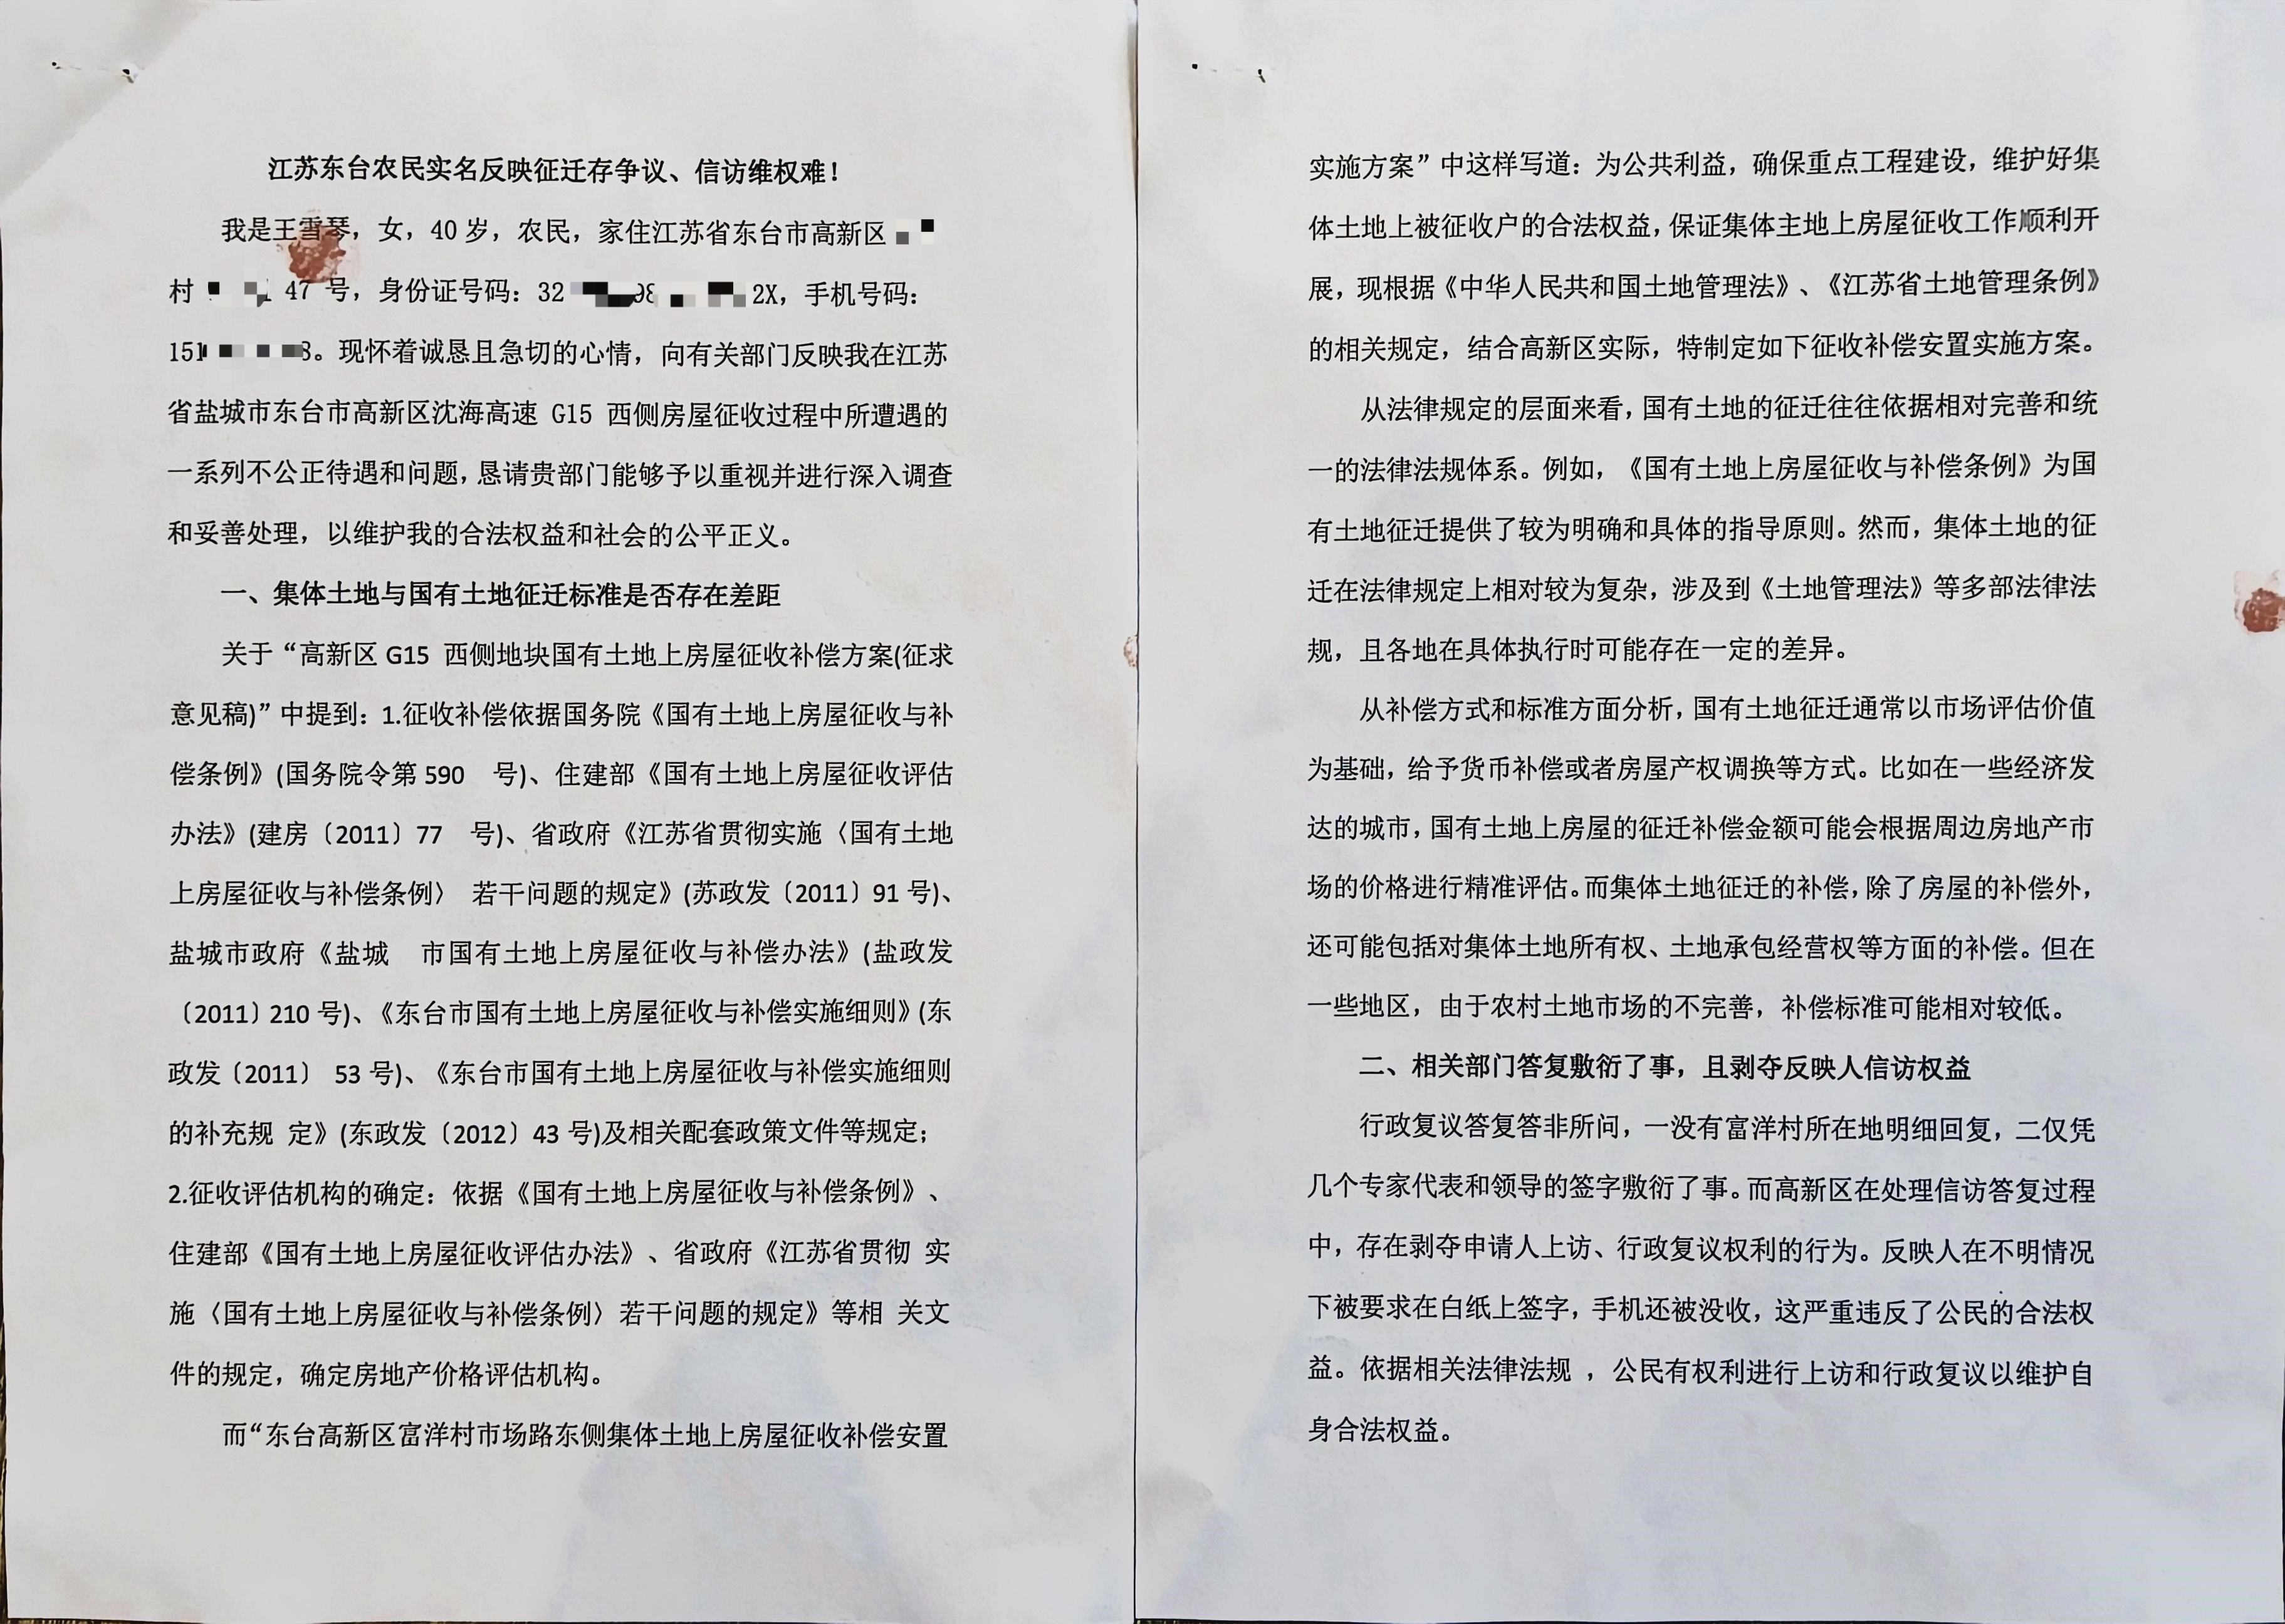 江苏东台农民实名反映征迁存争议、信访维权难！
我是王雪琴，女，40 岁，农民，家住江苏省东台市高新区
村 47 号，身份证号码：32 98 2X，手机号码：
151 8。现怀着诚恳且急切的心情，向有关部门反映我在江苏
省盐城市东台市高新区沈海高速 G15 西侧房屋征收过程中所遭遇的
一系列不公正待遇和问题，恳请贵部门能够予以重视并进行深入调查
和妥善处理，以维护我的合法权益和社会的公平正义。
一、集体土地与国有土地征迁标准是否存在差距
关于“高新区 G15 西侧地块国有土地上房屋征收补偿方案(征求
意见稿)”中提到：1.征收补偿依据国务院《国有土地上房屋征收与补
偿条例》(国务院令第 590 号)、住建部《国有土地上房屋征收评估
办法》(建房〔2011〕77 号)、省政府《江苏省贯彻实施〈国有土地
上房屋征收与补偿条例〉 若干问题的规定》(苏政发〔2011〕91 号)、
盐城市政府《盐城 市国有土地上房屋征收与补偿办法》(盐政发
〔2011〕210 号)、《东台市国有土地上房屋征收与补偿实施细则》(东
政发〔2011〕 53 号)、《东台市国有土地上房屋征收与补偿实施细则
的补充规 定》(东政发〔2012〕43 号)及相关配套政策文件等规定；
2.征收评估机构的确定：依据《国有土地上房屋征收与补偿条例》、
住建部《国有土地上房屋征收评估办法》、省政府《江苏省贯彻 实
施〈国有土地上房屋征收与补偿条例〉若干问题的规定》等相 关文
件的规定，确定房地产价格评估机构。
而“东台高新区富洋村市场路东侧集体土地上房屋征收补偿安置
实施方案”中这样写道：为公共利益，确保重点工程建设，维护好集
体土地上被征收户的合法权益，保证集体主地上房屋征收工作顺利开
展，现根据《中华人民共和国土地管理法》、《江苏省土地管理条例》
的相关规定，结合高新区实际，特制定如下征收补偿安置实施方案。
从法律规定的层面来看，国有土地的征迁往往依据相对完善和统
一的法律法规体系。例如，《国有土地上房屋征收与补偿条例》为国
有土地征迁提供了较为明确和具体的指导原则。然而，集体土地的征
迁在法律规定上相对较为复杂，涉及到《土地管理法》等多部法律法
规，且各地在具体执行时可能存在一定的差异。
从补偿方式和标准方面分析，国有土地征迁通常以市场评估价值
为基础，给予货币补偿或者房屋产权调换等方式。比如在一些经济发
达的城市，国有土地上房屋的征迁补偿金额可能会根据周边房地产市
场的价格进行精准评估。而集体土地征迁的补偿，除了房屋的补偿外，
还可能包括对集体土地所有权、土地承包经营权等方面的补偿。但在
一些地区，由于农村土地市场的不完善，补偿标准可能相对较低。
二、相关部门答复敷衍了事，且剥夺反映人信访权益
行政复议答复答非所问，一没有富洋村所在地明细回复，二仅凭
几个专家代表和领导的签字敷衍了事。而高新区在处理信访答复过程
中，存在剥夺申请人上访、行政复议权利的行为。反映人在不明情况
下被要求在白纸上签字，手机还被没收，这严重违反了公民的合法权
益。依据相关法律法规 ，公民有权利进行上访和行政复议以维护自
身合法权益。